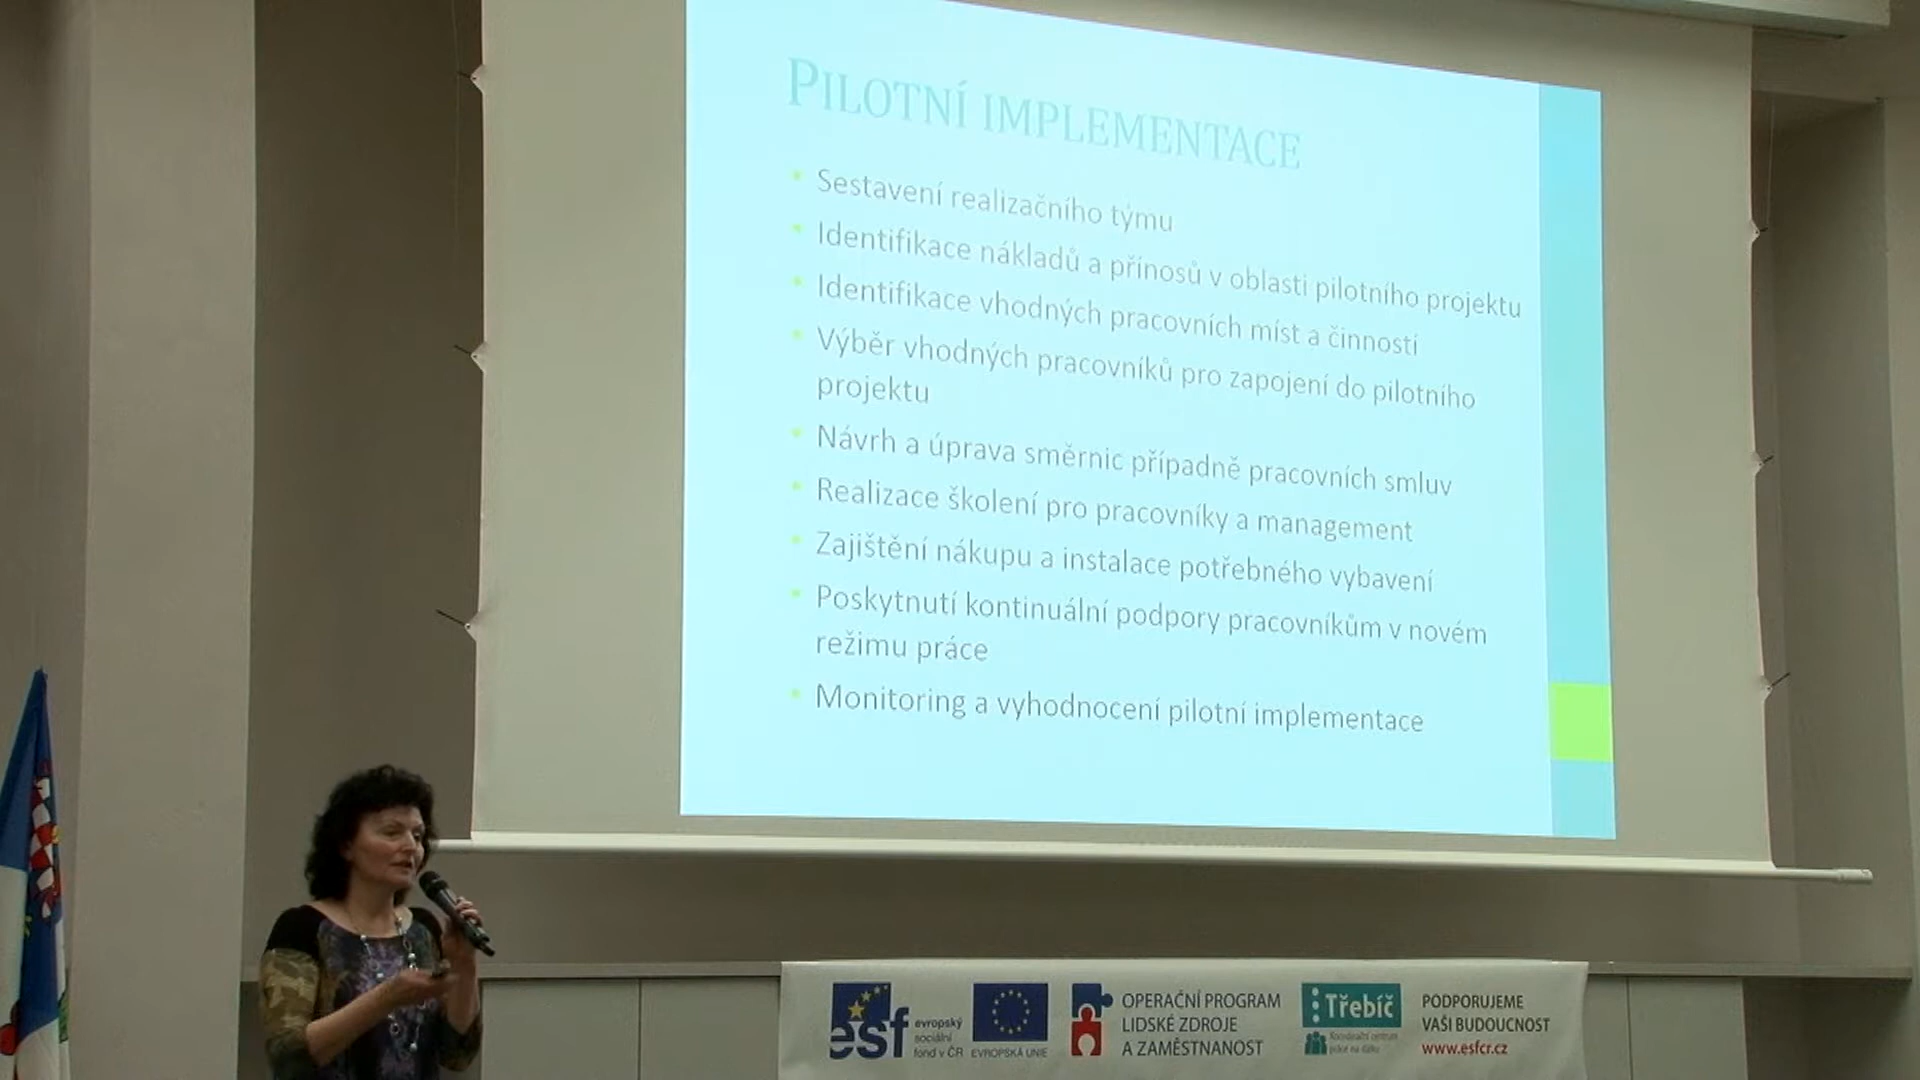 PILOTNÍ IMPLEMENTACE
Sestavení realizačního týmu
Identifikace nákladů a přínosů v oblasti pilotního projektu
Identifikace vhodných pracovních míst a činností
Výběr vhodných pracovníků pro zapojení do pilotního
projektu
Návrh a úprava směrnic případně pracovních smluv
Realizace školení pro pracovníky a management
Zajištění nákupu a instalace potřebného vybavení
Poskytnutí kontinuální podpory pracovníkům v novém
režimu práce
Monitoring a vyhodnocení pilotní implementace
esf
evropský
sociální
fond v ČR
EVROPSKÁ UNIE
OPERAČNÍ PROGRAM
LIDSKÉ ZDROJE
A ZAMĚSTNANOST
Třebíč
práce na dálku
PODPORUJEME
VAŠI BUDOUCNOST
www.esfcr.cz